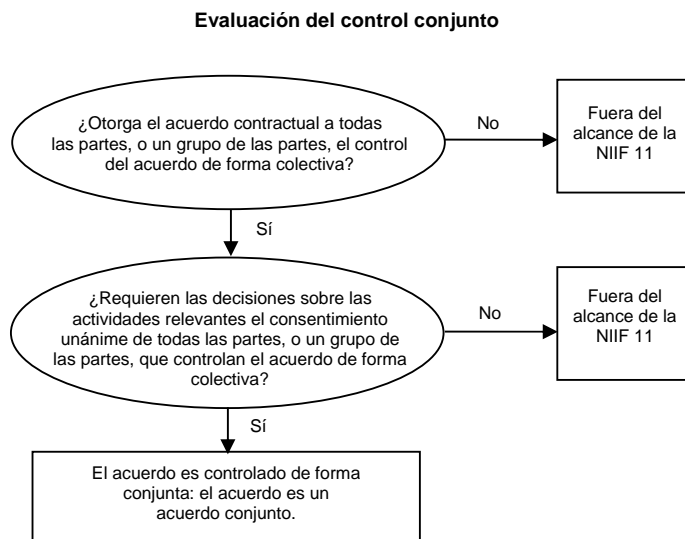 Evaluación del control conjunto
¿Otorga el acuerdo contractual a todas
las partes, o un grupo de las partes, el control
del acuerdo de forma colectiva?
No
Fuera del
alcance de la
NIIF 11
Sí
¿Requieren las decisiones sobre las
actividades relevantes el consentimiento
unánime de todas las partes, o un grupo de
las partes, que controlan el acuerdo de forma
colectiva?
No
Fuera del
alcance de la
NIIF 11
Sí
El acuerdo es controlado de forma
conjunta: el acuerdo es un
acuerdo conjunto.